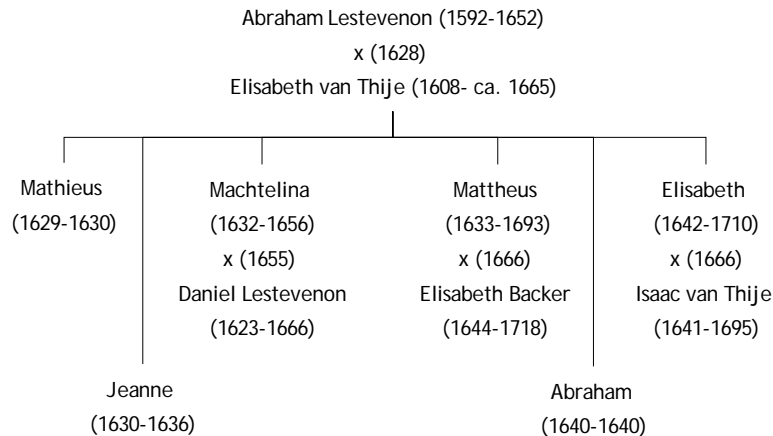 Abraham Lestevenon (1592-1652)
x (1628)
Elisabeth van Thije (1608- ca. 1665)
Mathieus
(1629-1630)
Machtelina
(1632-1656)
x (1655)
Daniel Lestevenon
(1623-1666)
Mattheus
(1633-1693)
x (1666)
Elisabeth Backer
(1644-1718)
Elisabeth
(1642-1710)
x (1666)
Isaac van Thije
(1641-1695)
Jeanne
(1630-1636)
Abraham
(1640-1640)